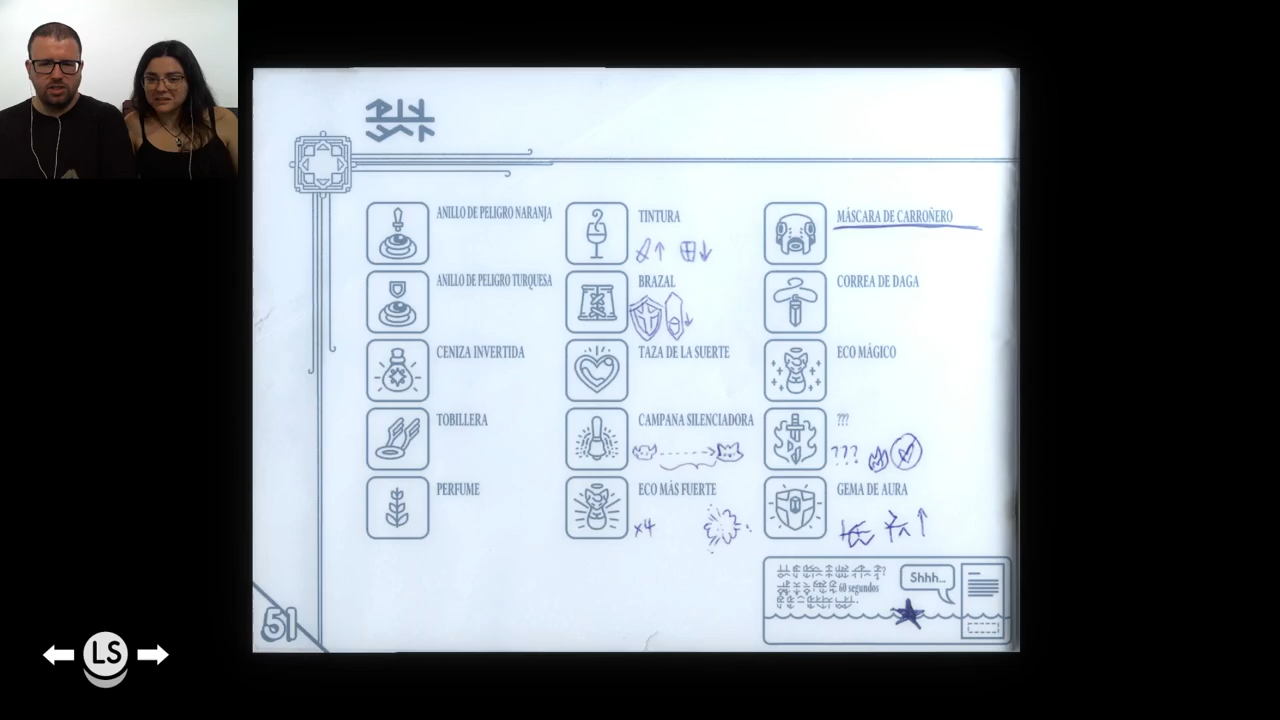 ANILLO DE PELIGRO NARANJA
ANILLO DE PELIGRO TURQUESA
CENIZA INVERTIDA
TOBILLERA
PERFUME
TINTURA
BRAZAL
TAZA DE LA SUERTE
CAMPANA SILENCIADORA
ECO MÁS FUERTE
x4
MÁSCARA DE CARROÑERO
CORREA DE DAGA
ECO MÁGICO
???
???
GEMA DE AURA
60 segundos
Shhh...
51
LS